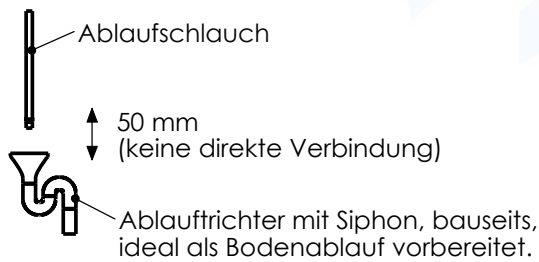 Ablaufschlauch
50 mm
(keine direkte Verbindung)
Ablauftrichter mit Siphon, bauseits,
ideal als Bodenablauf vorbereitet.